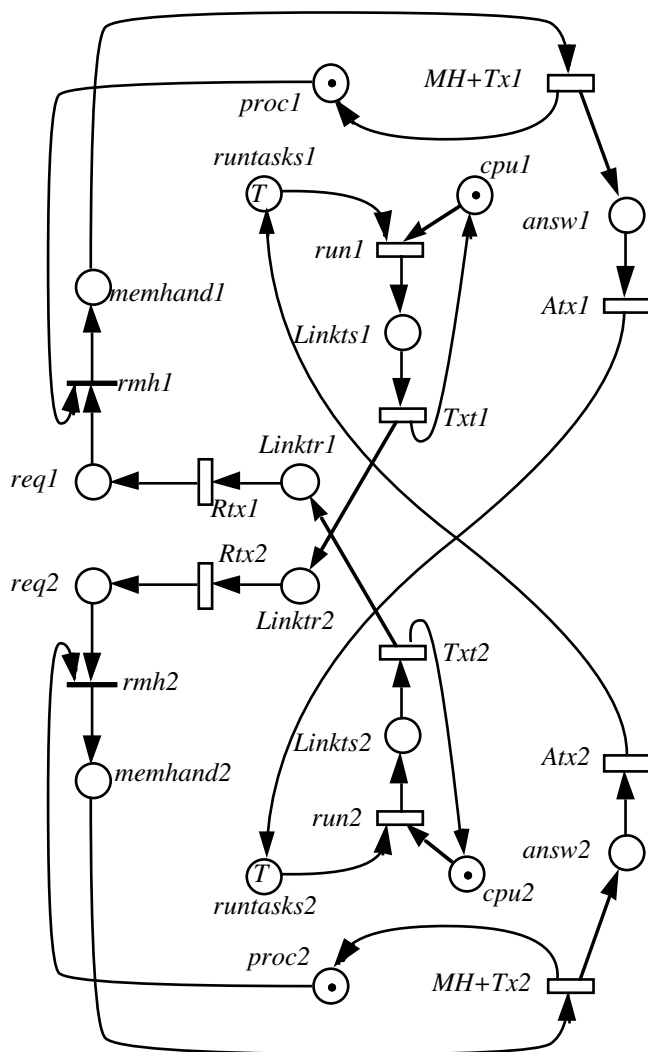 MH+Tx1
proc1
runtasks1
cpu1
T
answ1
run1
memhand1
Linkts1
Atx1
rmh1
Txt1
Linktr1
req1
Rtx1
Rtx2
req2
Linktr2
Txt2
rmh2
Linkts2
Atx2
memhand2
run2
answ2
T
cpu2
runtasks2
proc2
MH+Tx2